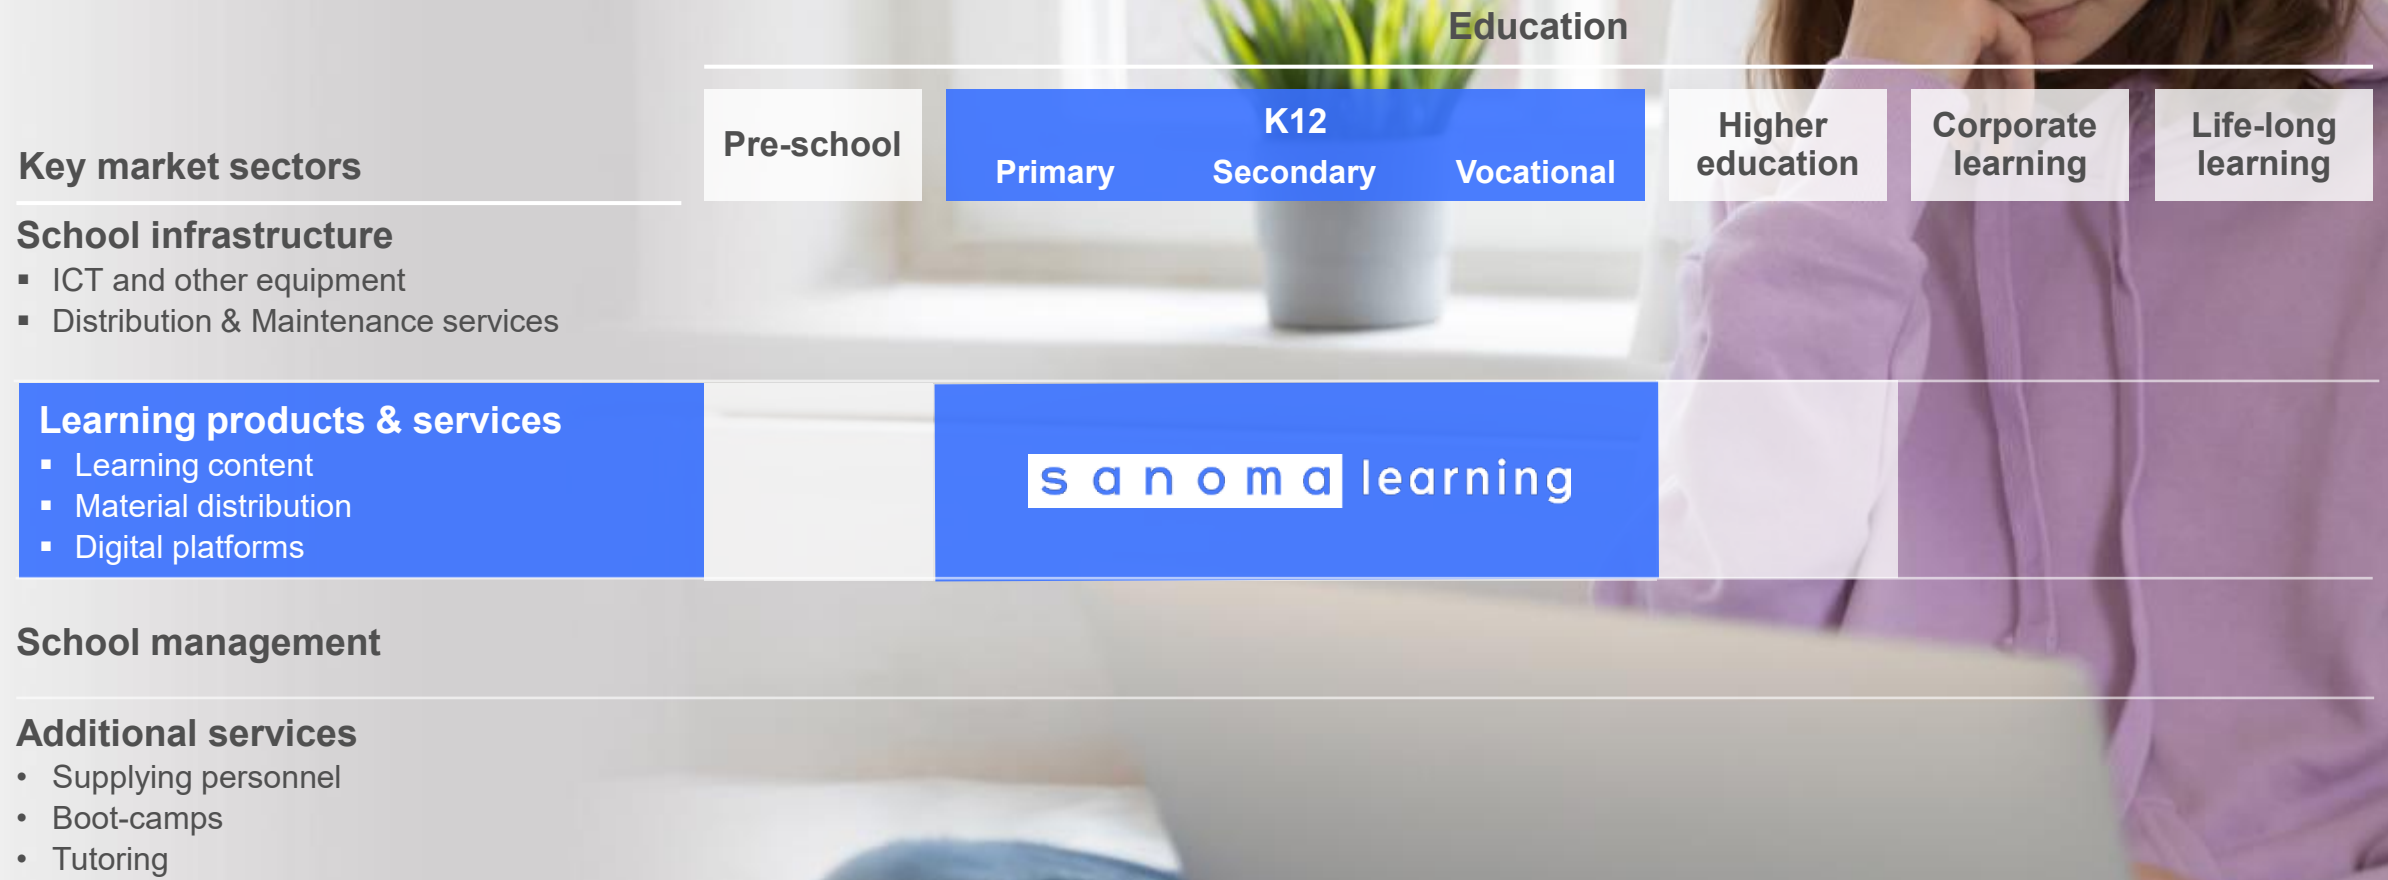 Education
Pre-school
K12
Primary Secondary Vocational
Higher
education
Corporate
learning
Life-long
learning
Key market sectors
School infrastructure
▪ ICT and other equipment
▪ Distribution & Maintenance services
Learning products & services
▪ Learning content
▪ Material distribution
▪ Digital platforms
sanoma learning
School management
Additional services
• Supplying personnel
• Boot-camps
• Tutoring